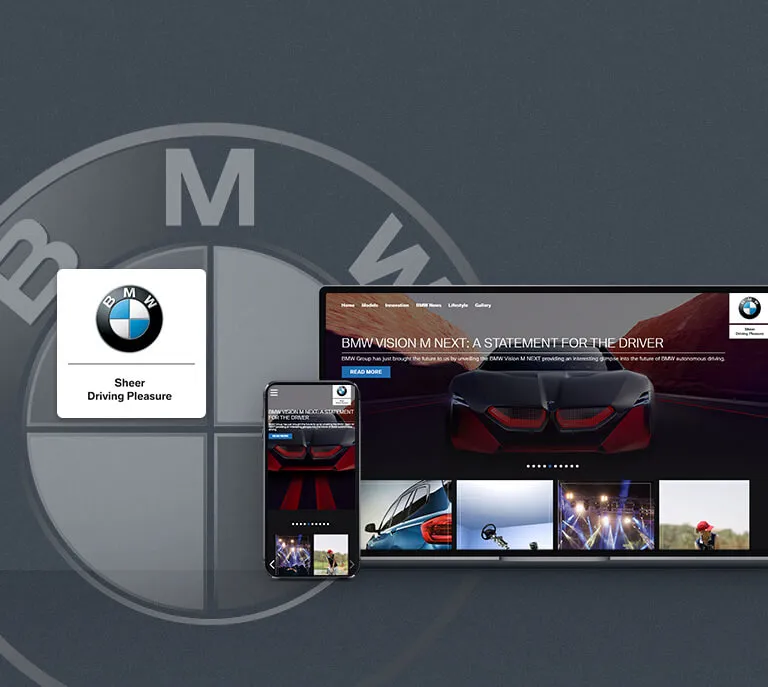 B M W
B M W
Sheer
Driving Pleasure
Home Models Innovation BMW News Lifestyle Gallery
Sheer
Driving Pleasure
BMW VISION M NEXT: A STATEMENT FOR THE DRIVER
BMW Group has just brought the future to us by unveiling the BMW Vision M NEXT providing an interesting glimpse into the future of BMW autonomous driving.
READ MORE
BMW VISION M NEXT: A STATEMENT
FOR THE DRIVER
READ MORE